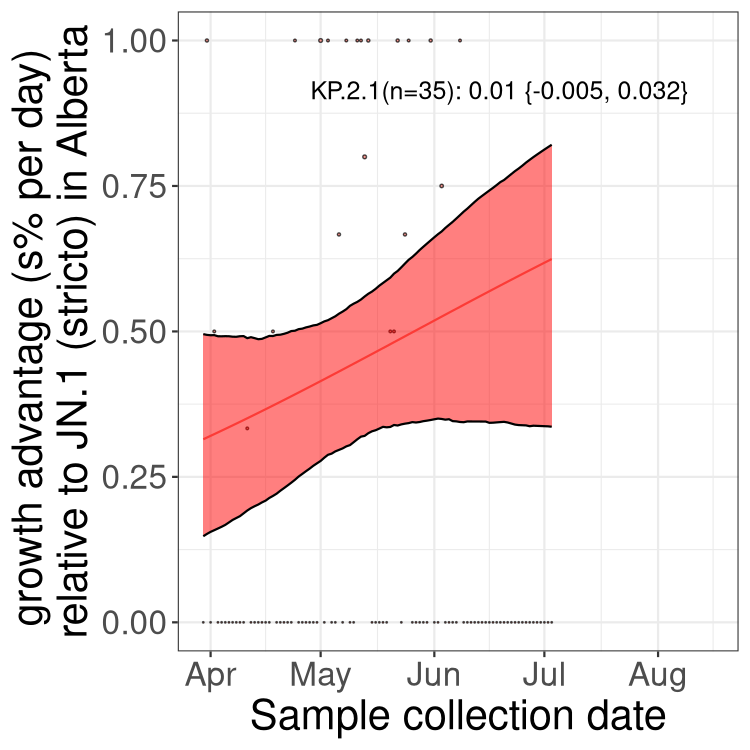 growth advantage (s% per day)
relative to JN.1 (stricto) in Alberta
1.00
0.75
0.50
0.25
0.00
KP.2.1(n=35): 0.01 {-0.005, 0.032}
Apr May Jun Jul Aug
Sample collection date